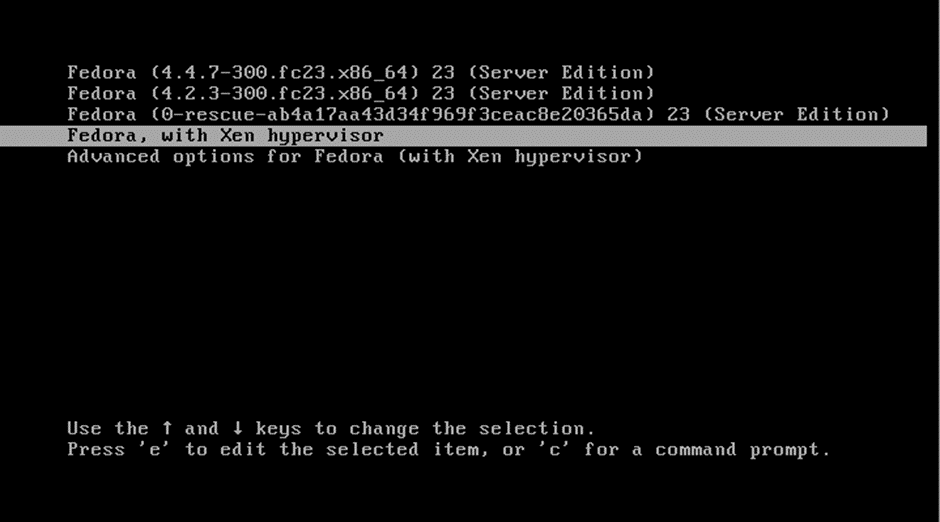 Fedora (4.4.7-300.fc23.x86_64) 23 (Server Edition)
Fedora (4.2.3-300.fc23.x86_64) 23 (Server Edition)
Fedora (0-rescue-ab4a17aa43d34f969f3ceac8e20365da) 23 (Server Edition)
Fedora, with Xen hypervisor
Advanced options for Fedora (with Xen hypervisor)
Use the ↑ and ↓ keys to change the selection.
Press 'e' to edit the selected item, or 'c' for a command prompt.